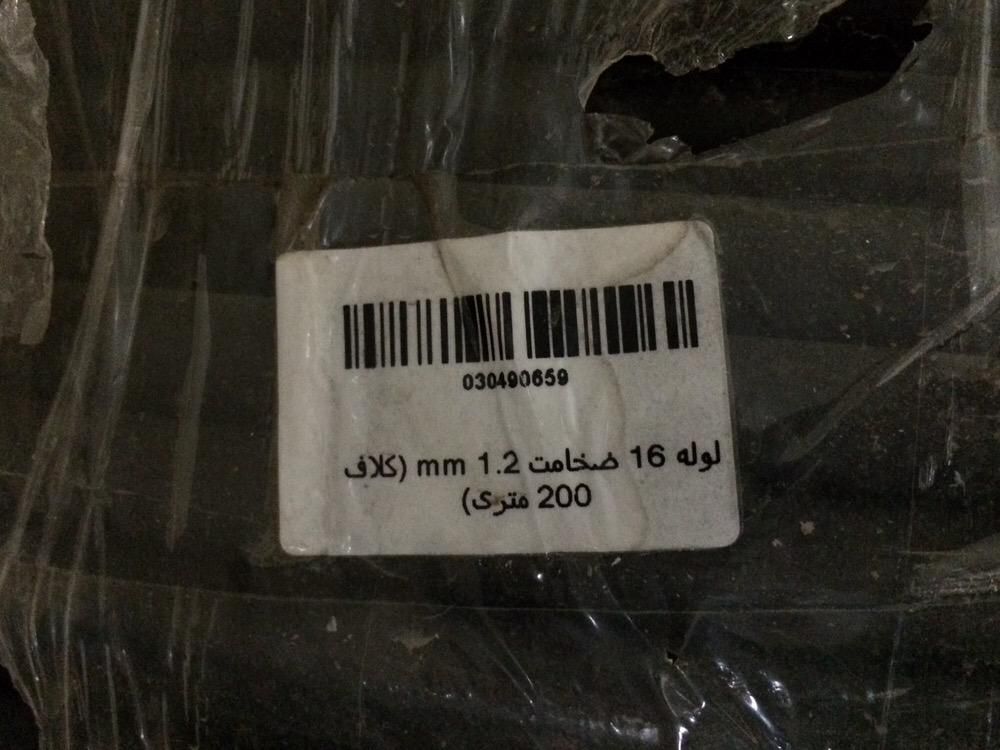 030490659
لوله 16 ضخامت 1.2 mm (کلاف
200 متری)